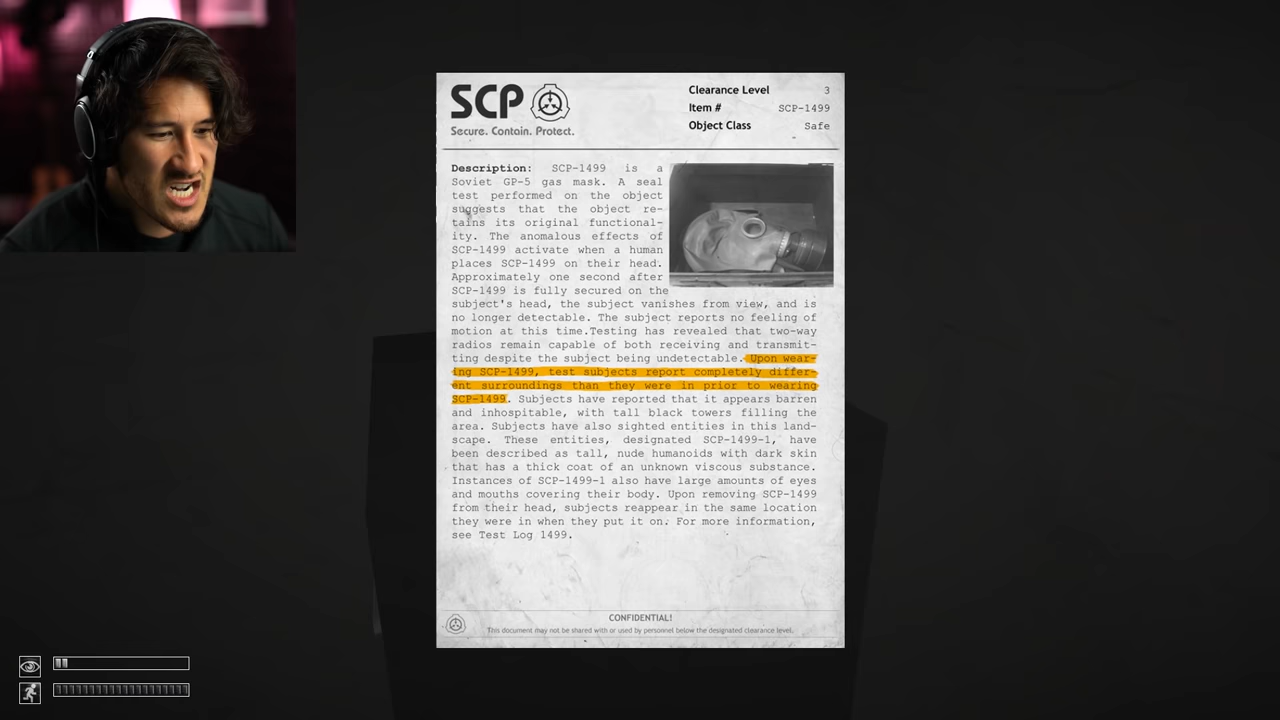 SCP
Secure. Contain. Protect.
Clearance Level 3
Item # SCP-1499
Object Class Safe
Description: SCP-1499 is a
Soviet GP-5 gas mask. A seal
test performed on the object
suggests that the object re-
tains its original functional-
ity. The anomalous effects of
SCP-1499 activate when a human
places SCP-1499 on their head.
Approximately one second after
SCP-1499 is fully secured on the
subject's head, the subject vanishes from view, and is
no longer detectable. The subject reports no feeling of
motion at this time.Testing has revealed that two-way
radios remain capable of both receiving and transmit-
ting despite the subject being undetectable. Upon wear-
ing SCP-1499, test subjects report completely differ-
ent surroundings than they were in prior to wearing
SCP-1499. Subjects have reported that it appears barren
and inhospitable, with tall black towers filling the
area. Subjects have also sighted entities in this land-
scape. These entities, designated SCP-1499-1, have
been described as tall, nude humanoids with dark skin
that has a thick coat of an unknown viscous substance.
Instances of SCP-1499-1 also have large amounts of eyes
and mouths covering their body. Upon removing SCP-1499
from their head, subjects reappear in the same location
they were in when they put it on. For more information,
see Test Log 1499.
CONFIDENTIAL!
This document may not be shared with or used by personnel below the designated clearance level.